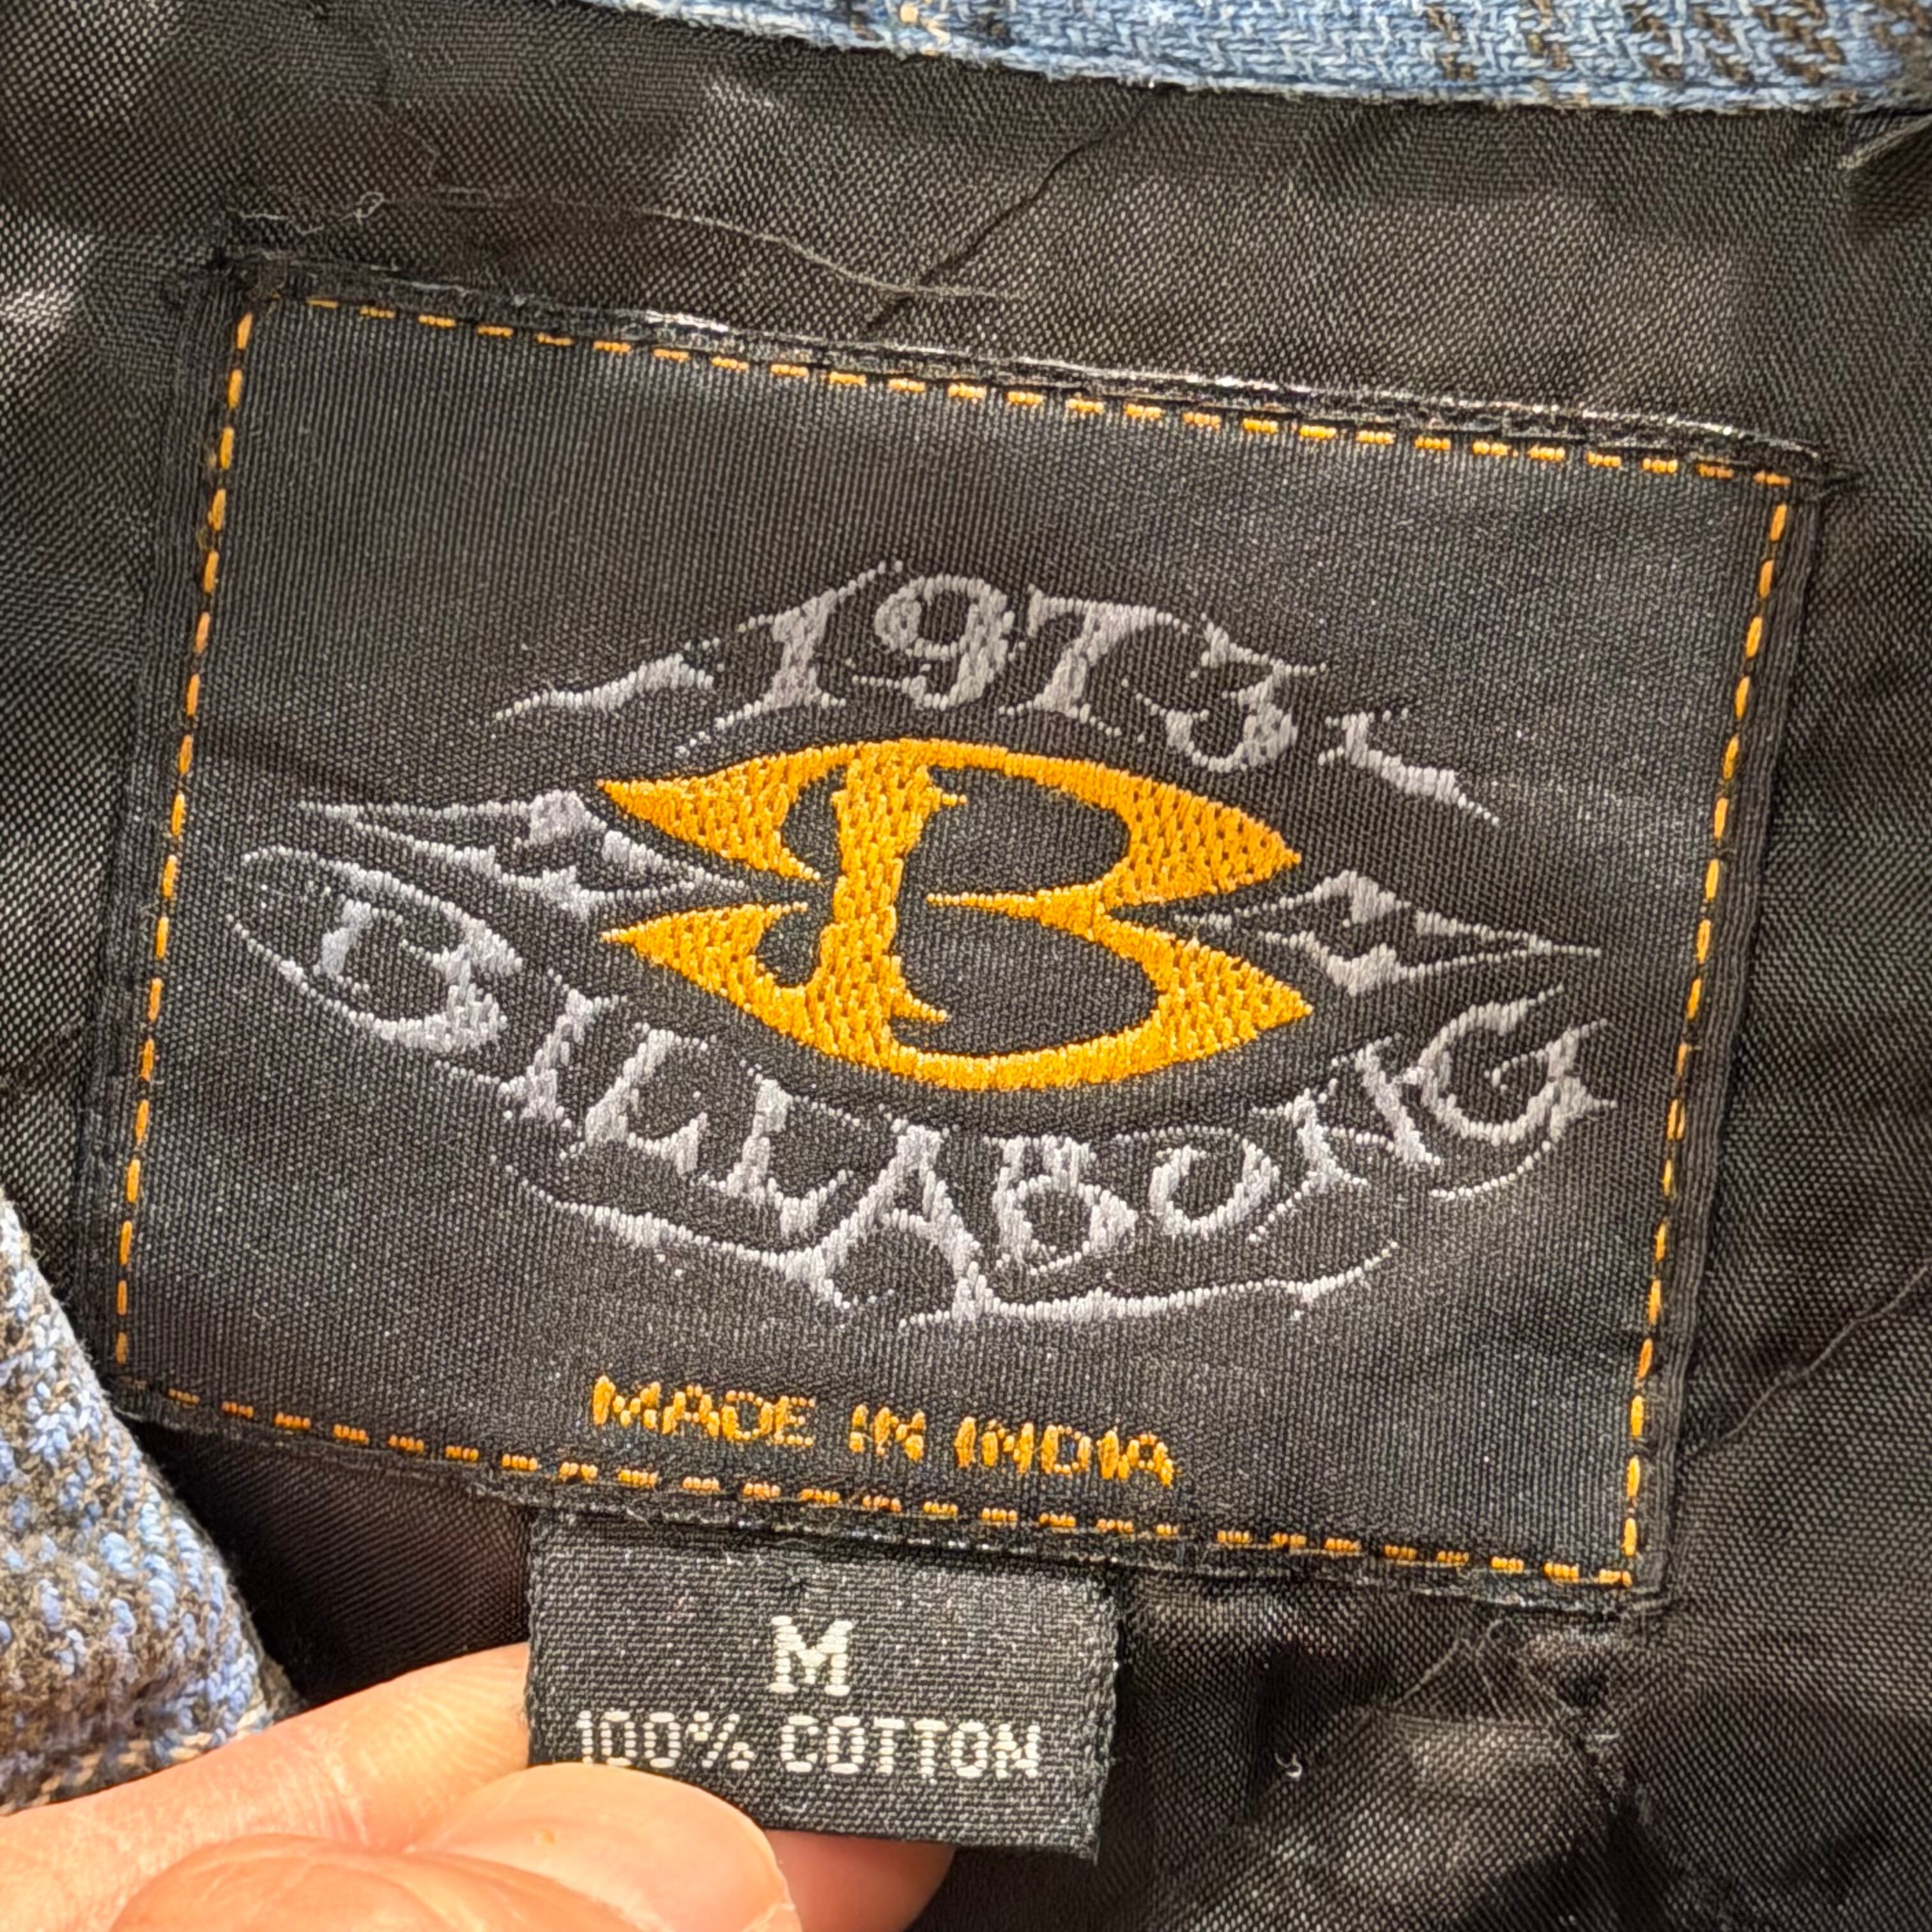 1973
B
BILLABONG
MADE IN INDIA
M
100% COTTON